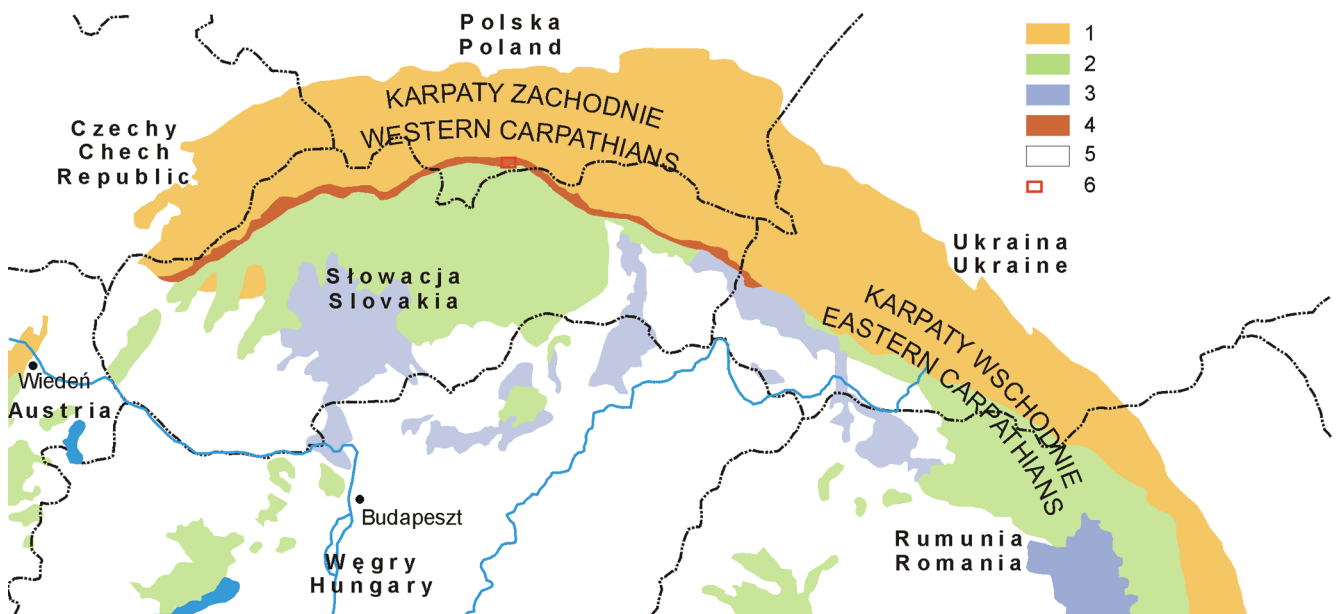 Polska
Poland
KARPATY ZACHODNIE
WESTERN CARPATHIANS
Czechy
Chech
Republic
1
2
3
4
5
6
Ukraina
Ukraine
Słowacja
Slovakia
KARPATY WSCHODNIE
EASTERN CARPATHIANS
Wiedeń
Austria
Budapeszt
Węgry
Hungary
Rumunia
Romania